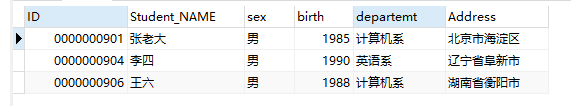 ID Student_NAME sex birth departemt Address
0000000901 张老大 男 1985 计算机系 北京市海淀区
0000000904 李四 男 1990 英语系 辽宁省阜新市
0000000906 王六 男 1988 计算机系 湖南省衡阳市